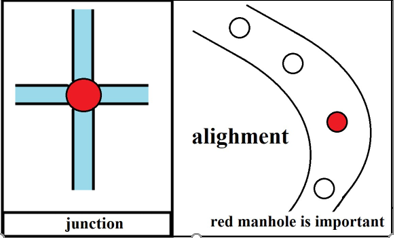 alighment
junction
red manhole is important